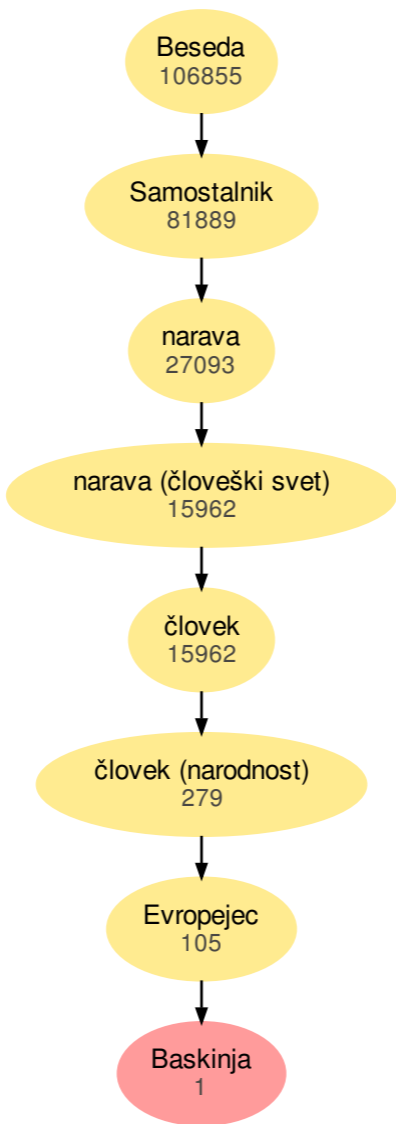 Beseda
106855
Samostalnik
81889
narava
27093
narava (človeški svet)
15962
človek
15962
človek (narodnost)
279
Evropejec
105
Baskinja
1